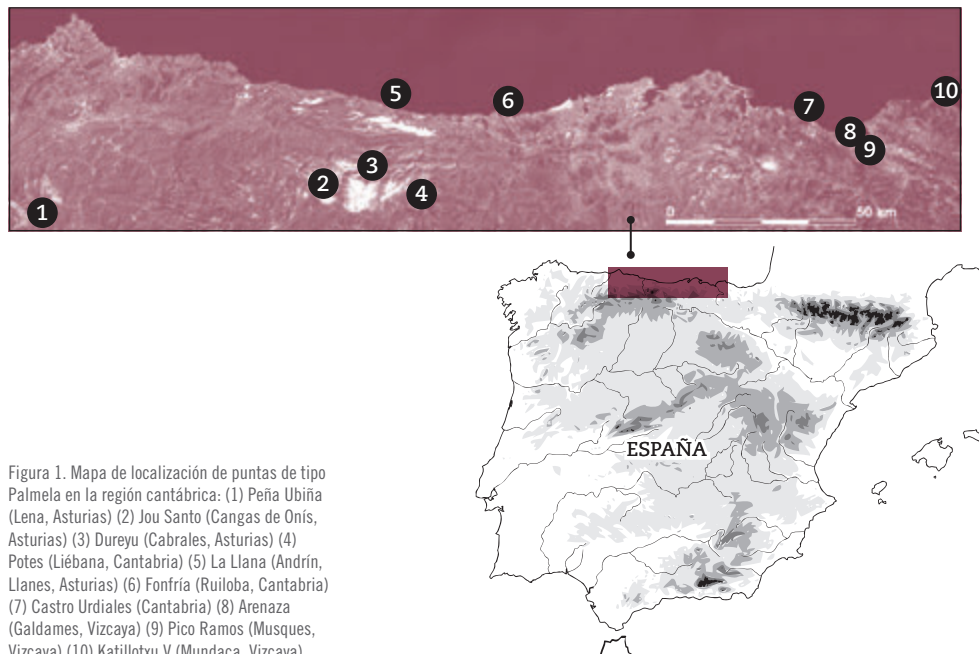 5
6
7
10
8
9
3
2
4
1
0
50 km
ESPAÑA
Figura 1. Mapa de localización de puntas de tipo
Palmela en la región cantábrica: (1) Peña Ubiña
(Lena, Asturias) (2) Jou Santo (Cangas de Onís,
Asturias) (3) Dureyu (Cabrales, Asturias) (4)
Potes (Liébana, Cantabria) (5) La Llana (Andrín,
Llanes, Asturias) (6) Fonfría (Ruiloba, Cantabria)
(7) Castro Urdiales (Cantabria) (8) Arenaza
(Galdames, Vizcaya) (9) Pico Ramos (Musques,
Vizcaya) (10) Katillotxu V (Mundaca, Vizcaya)